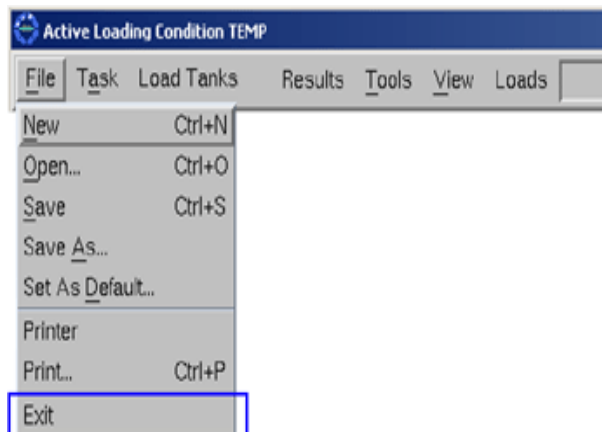 Active Loading Condition TEMP
File Task Load Tanks Results Tools View Loads
New Ctrl+N
Open... Ctrl+O
Save Ctrl+S
Save As...
Set As Default...
Printer
Print... Ctrl+P
Exit